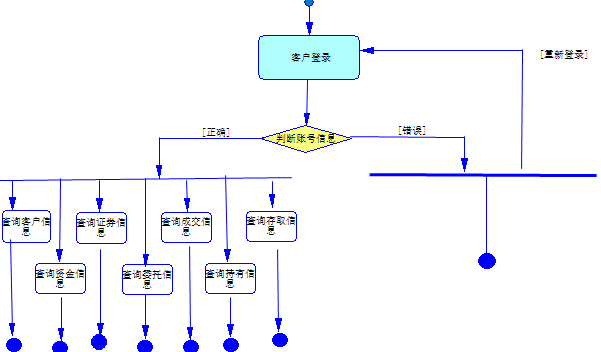 客户登录
[重新登录]
[正确]
[错误]
判断账号信息
查询客户信
息
查询证券信
息
查询成交信
息
查询存取信
息
查询资金信
息
查询委托信
息
查询持有信
息